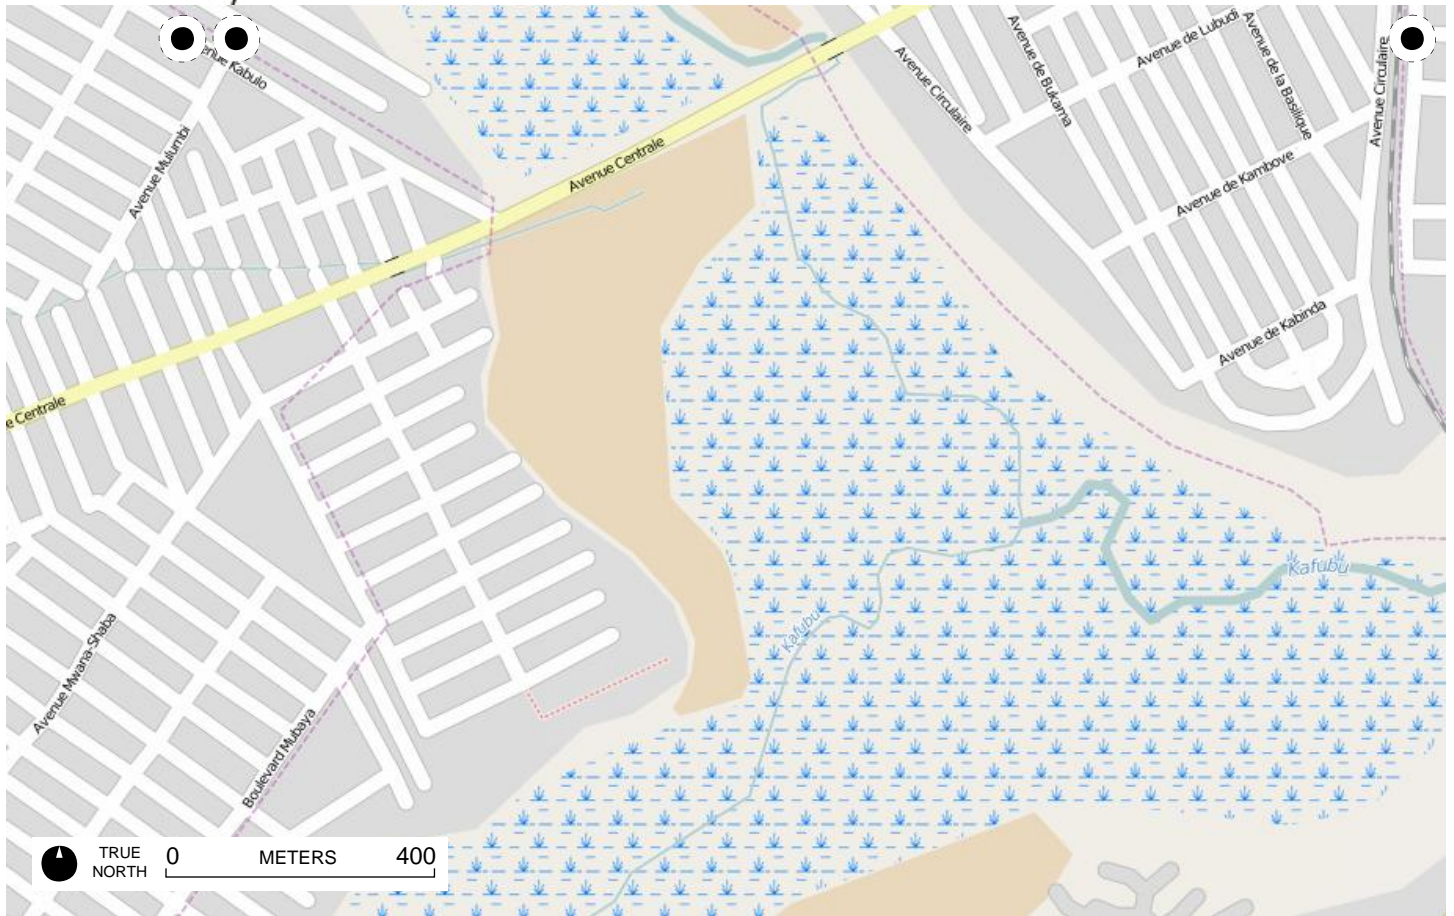 Avenue de Lubudi
Avenue de Bukama
Avenue de la Basilique
Avenue Circulaire
Avenue Circulaire
enue Kabulo
Avenue Mulumbi
Avenue Centrale
Avenue de Kambove
Avenue de Kabinda
e Centrale
Kafubu
Kafubu
Avenue Mwana-Shaba
Boulevard Mubaya
TRUE
NORTH
0 METERS 400